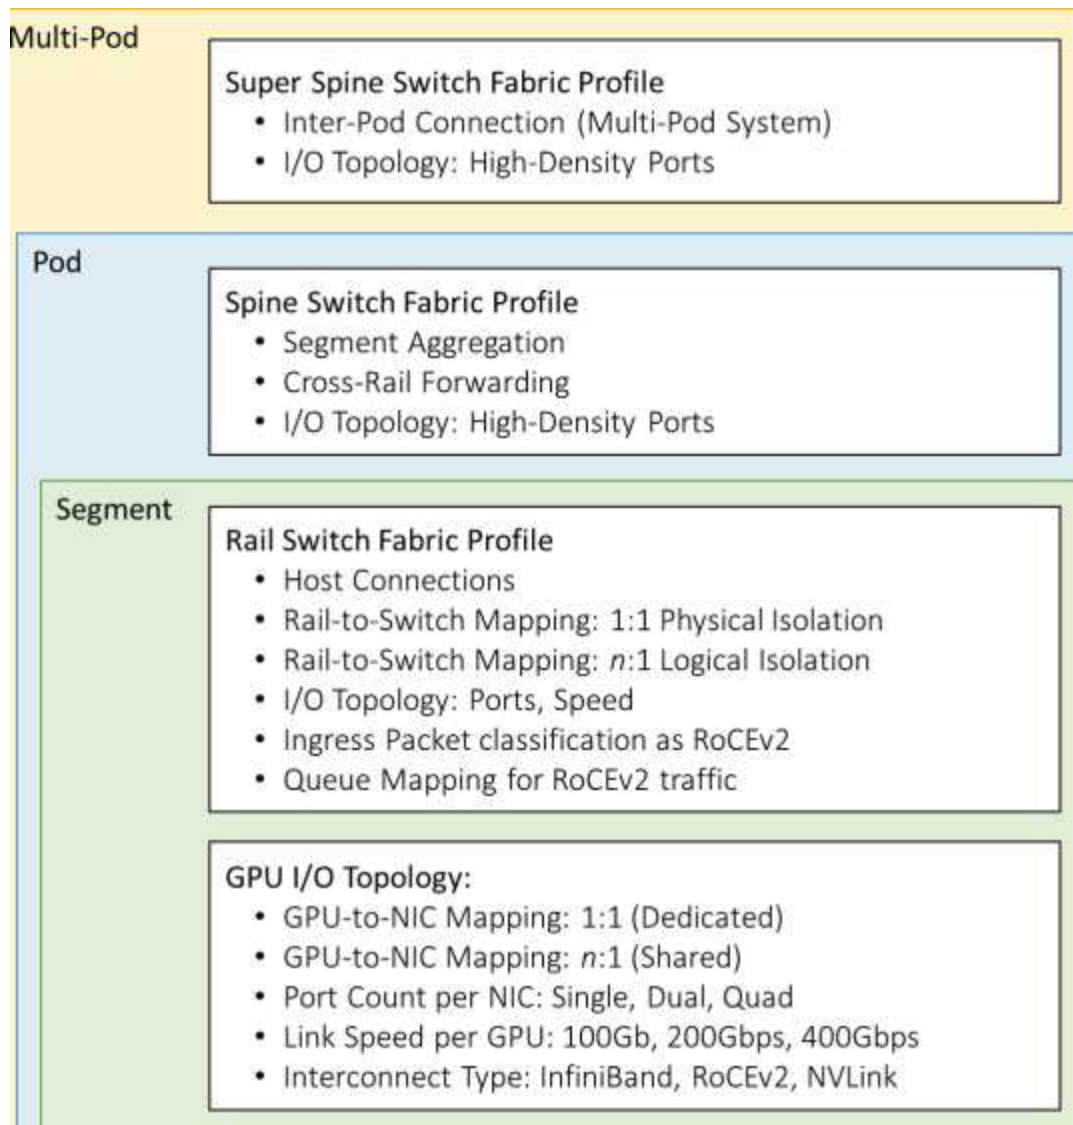 Multi-Pod
Super Spine Switch Fabric Profile
• Inter-Pod Connection (Multi-Pod System)
• I/O Topology: High-Density Ports
Pod
Spine Switch Fabric Profile
• Segment Aggregation
• Cross-Rail Forwarding
• I/O Topology: High-Density Ports
Segment
Rail Switch Fabric Profile
• Host Connections
• Rail-to-Switch Mapping: 1:1 Physical Isolation
• Rail-to-Switch Mapping: n:1 Logical Isolation
• I/O Topology: Ports, Speed
• Ingress Packet classification as RoCEv2
• Queue Mapping for RoCEv2 traffic
GPU I/O Topology:
• GPU-to-NIC Mapping: 1:1 (Dedicated)
• GPU-to-NIC Mapping: n:1 (Shared)
• Port Count per NIC: Single, Dual, Quad
• Link Speed per GPU: 100Gb, 200Gbps, 400Gbps
• Interconnect Type: InfiniBand, RoCEv2, NVLink